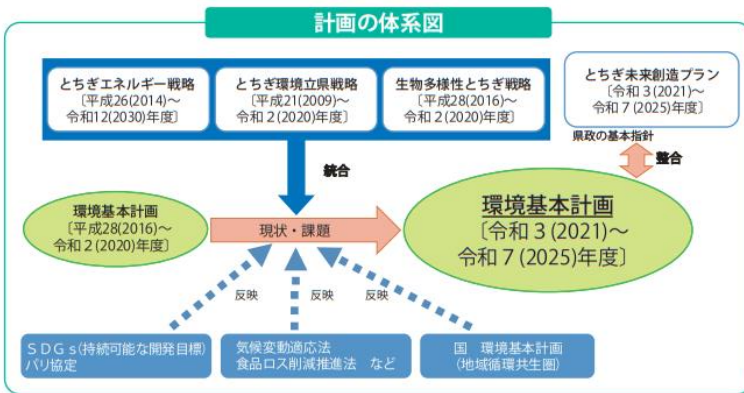 計画の体系図
とちぎエネルギー戦略
〔平成26(2014)～
令和12(2030)年度〕
とちぎ環境立県戦略
〔平成21(2009)～
令和２(2020)年度〕
生物多様性とちぎ戦略
〔平成28(2016)～
令和２(2020)年度〕
とちぎ未来創造プラン
〔令和３(2021)～
令和７(2025)年度〕
県政の基本指針
整合
統合
環境基本計画
〔平成28(2016)～
令和２(2020)年度〕
現状・課題
環境基本計画
〔令和３(2021)～
令和７(2025)年度〕
反映
反映
反映
ＳＤＧｓ(持続可能な開発目標)
パリ協定
気候変動適応法
食品ロス削減推進法　など
国　環境基本計画
(地域循環共生圏)